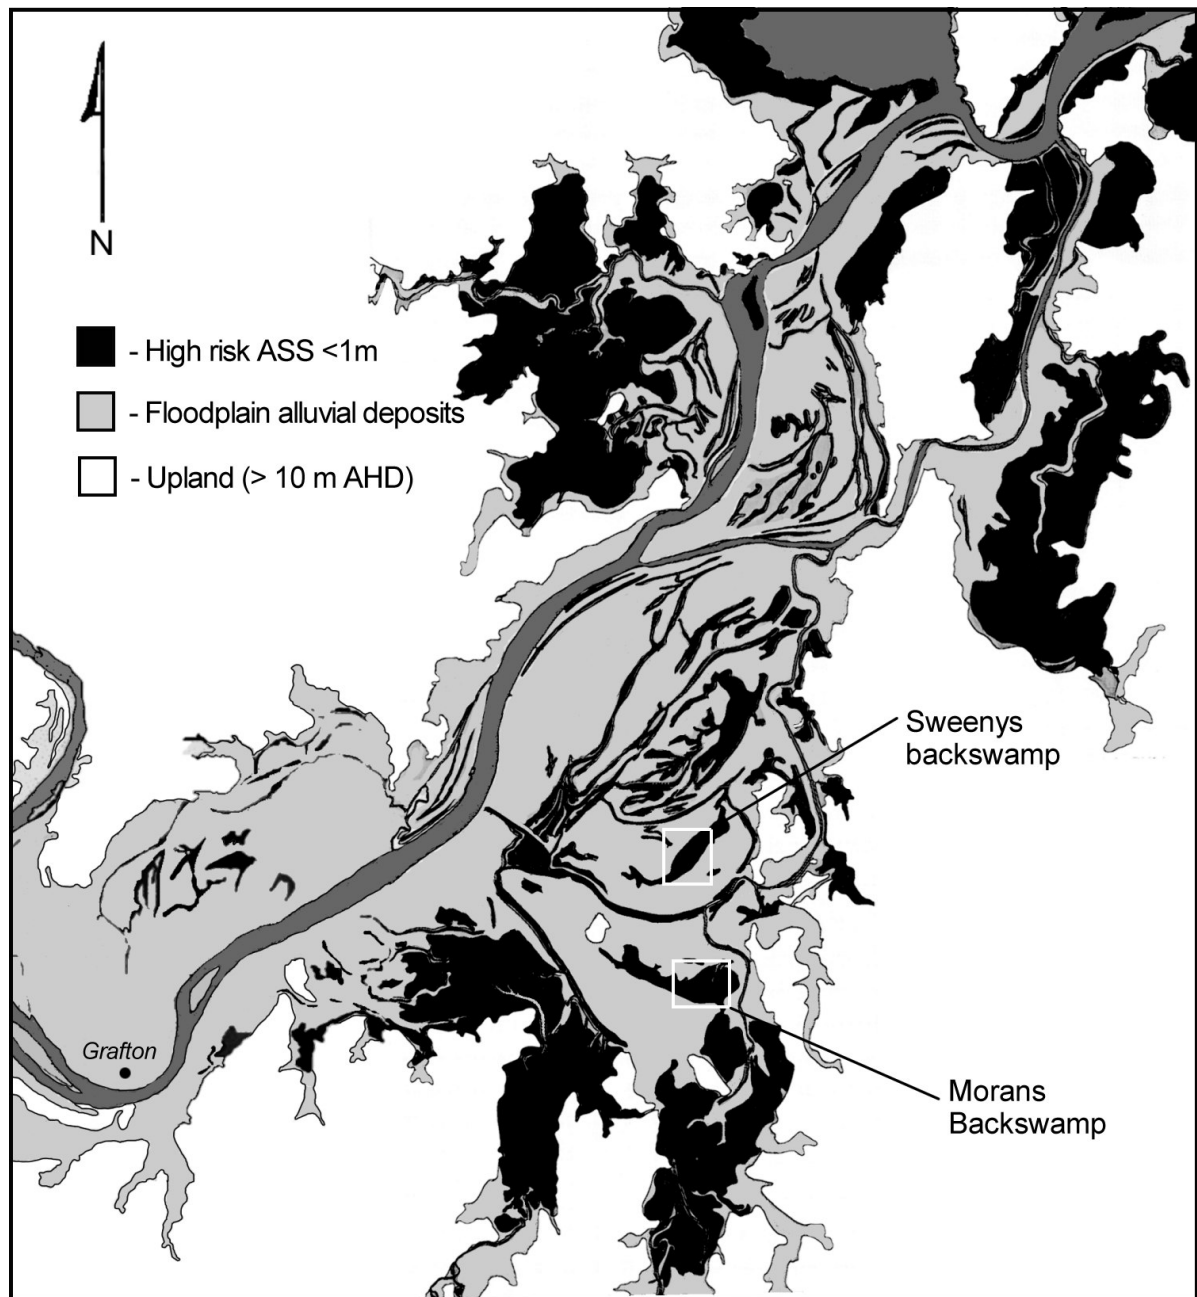 N
- High risk ASS <1m
- Floodplain alluvial deposits
- Upland (> 10 m AHD)
Sweenys
backswamp
Grafton
Morans
Backswamp